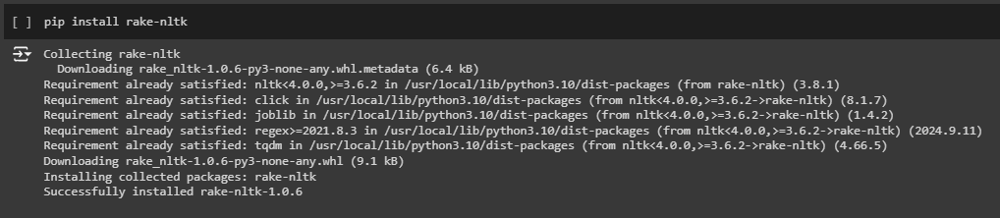 [ ] pip install rake-nltk
Collecting rake-nltk
Downloading rake_nltk-1.0.6-py3-none-any.whl.metadata (6.4 kB)
Requirement already satisfied: nltk<4.0.0,>=3.6.2 in /usr/local/lib/python3.10/dist-packages (from rake-nltk) (3.8.1)
Requirement already satisfied: click in /usr/local/lib/python3.10/dist-packages (from nltk<4.0.0,>=3.6.2->rake-nltk) (8.1.7)
Requirement already satisfied: joblib in /usr/local/lib/python3.10/dist-packages (from nltk<4.0.0,>=3.6.2->rake-nltk) (1.4.2)
Requirement already satisfied: regex>=2021.8.3 in /usr/local/lib/python3.10/dist-packages (from nltk<4.0.0,>=3.6.2->rake-nltk) (2024.9.11)
Requirement already satisfied: tqdm in /usr/local/lib/python3.10/dist-packages (from nltk<4.0.0,>=3.6.2->rake-nltk) (4.66.5)
Downloading rake_nltk-1.0.6-py3-none-any.whl (9.1 kB)
Installing collected packages: rake-nltk
Successfully installed rake-nltk-1.0.6